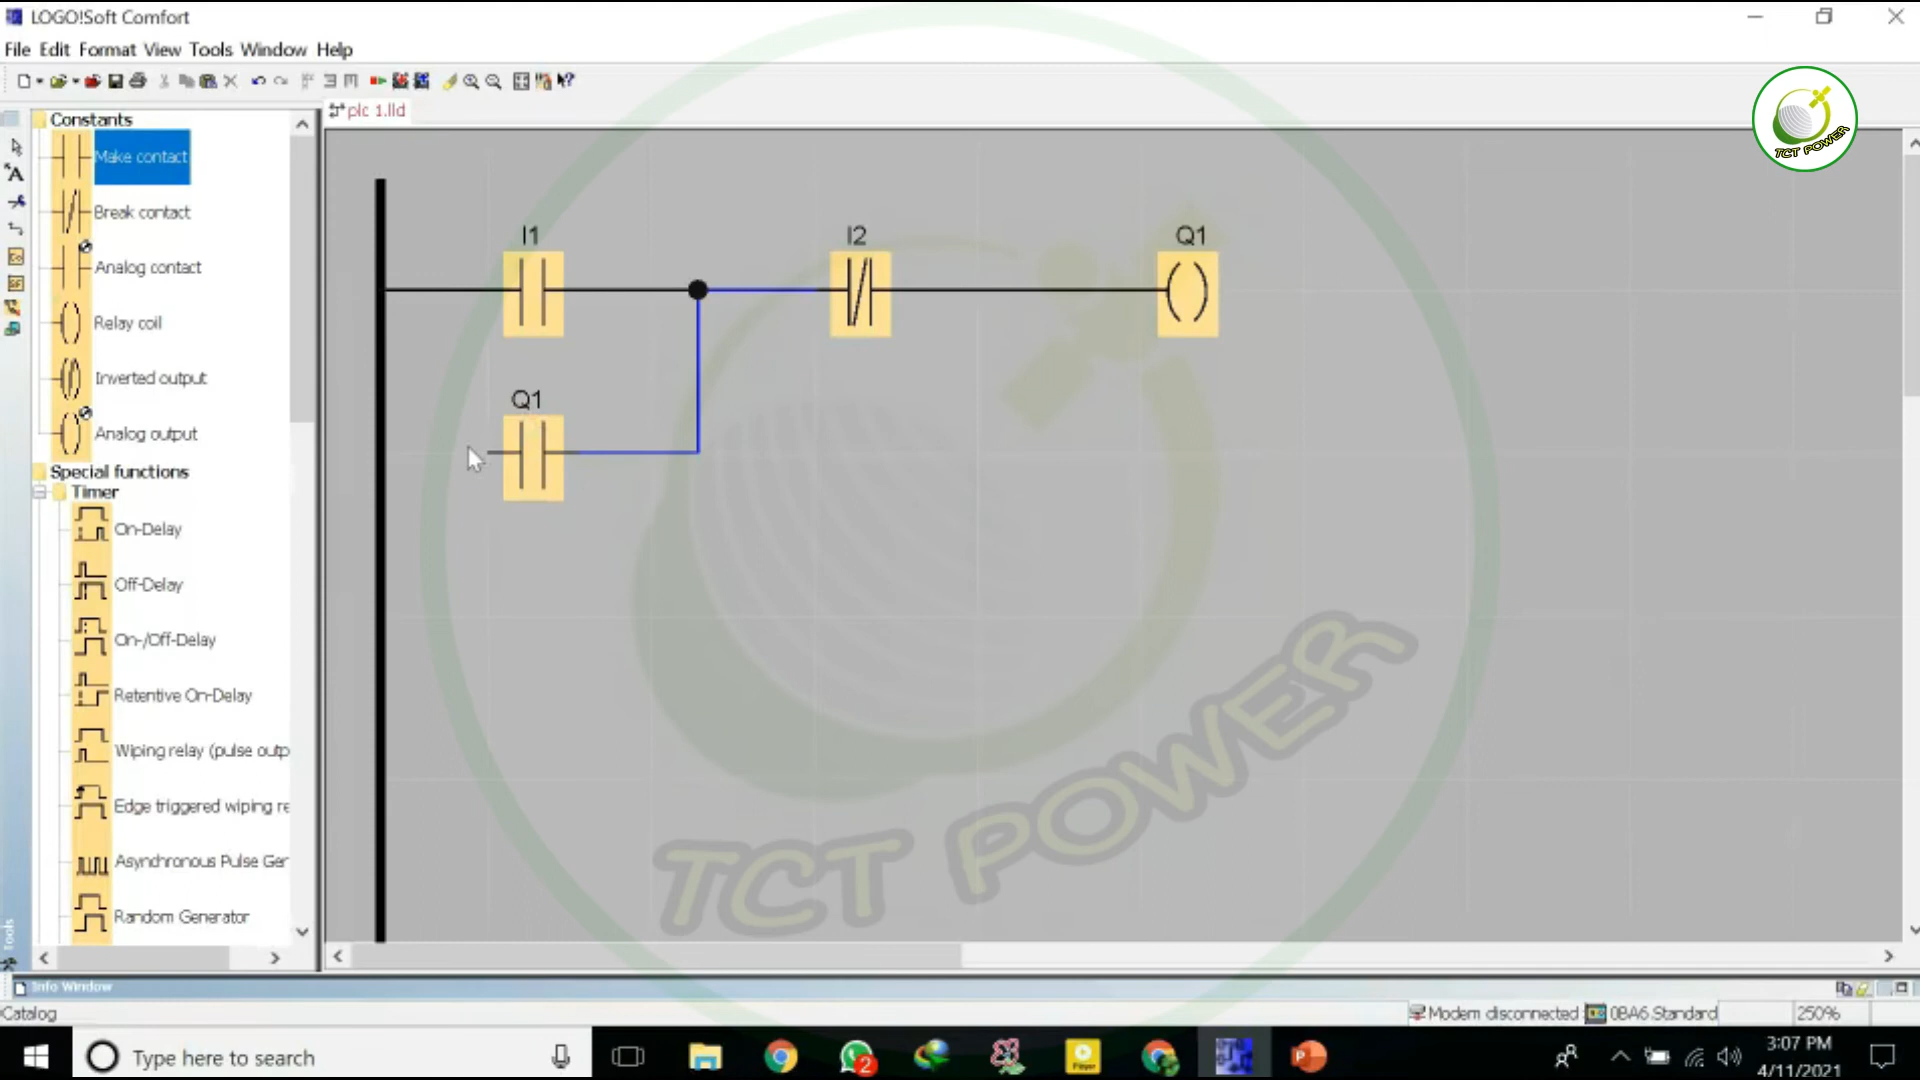 LOGO!Soft Comfort
File Edit Format View Tools Window Help
plc 1.lld
TCT POWER
Constants
Make contact
Break contact
Analog contact
Relay coil
Inverted output
Analog output
Special functions
Timer
On-Delay
Off-Delay
On-/Off-Delay
Retentive On-Delay
Wiping relay (pulse outp
Edge triggered wiping re
Asynchronous Pulse Ger
Random Generator
I1
I2
Q1
Q1
TCT POWER
Tools
Info Window
Catalog
Modem disconnected
0BA6.Standard
250%
Type here to search
2
Player
P
3:07 PM
4/11/2021